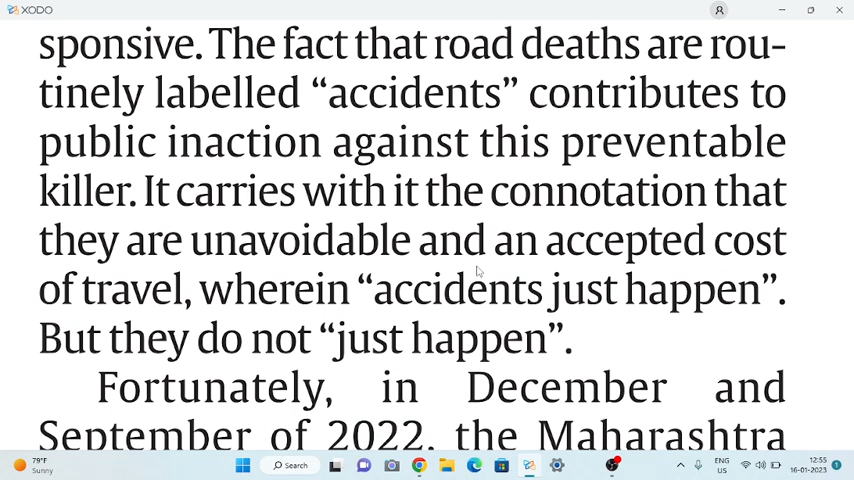 XODO
sponsive. The fact that road deaths are rou-
tinely labelled “accidents” contributes to
public inaction against this preventable
killer. It carries with it the connotation that
they are unavoidable and an accepted cost
of travel, wherein “accidents just happen”.
But they do not “just happen”.
Fortunately, in December and
September of 2022, the Maharashtra
79°F
Sunny
Search
ENG
US
12:55
16-01-2023
1